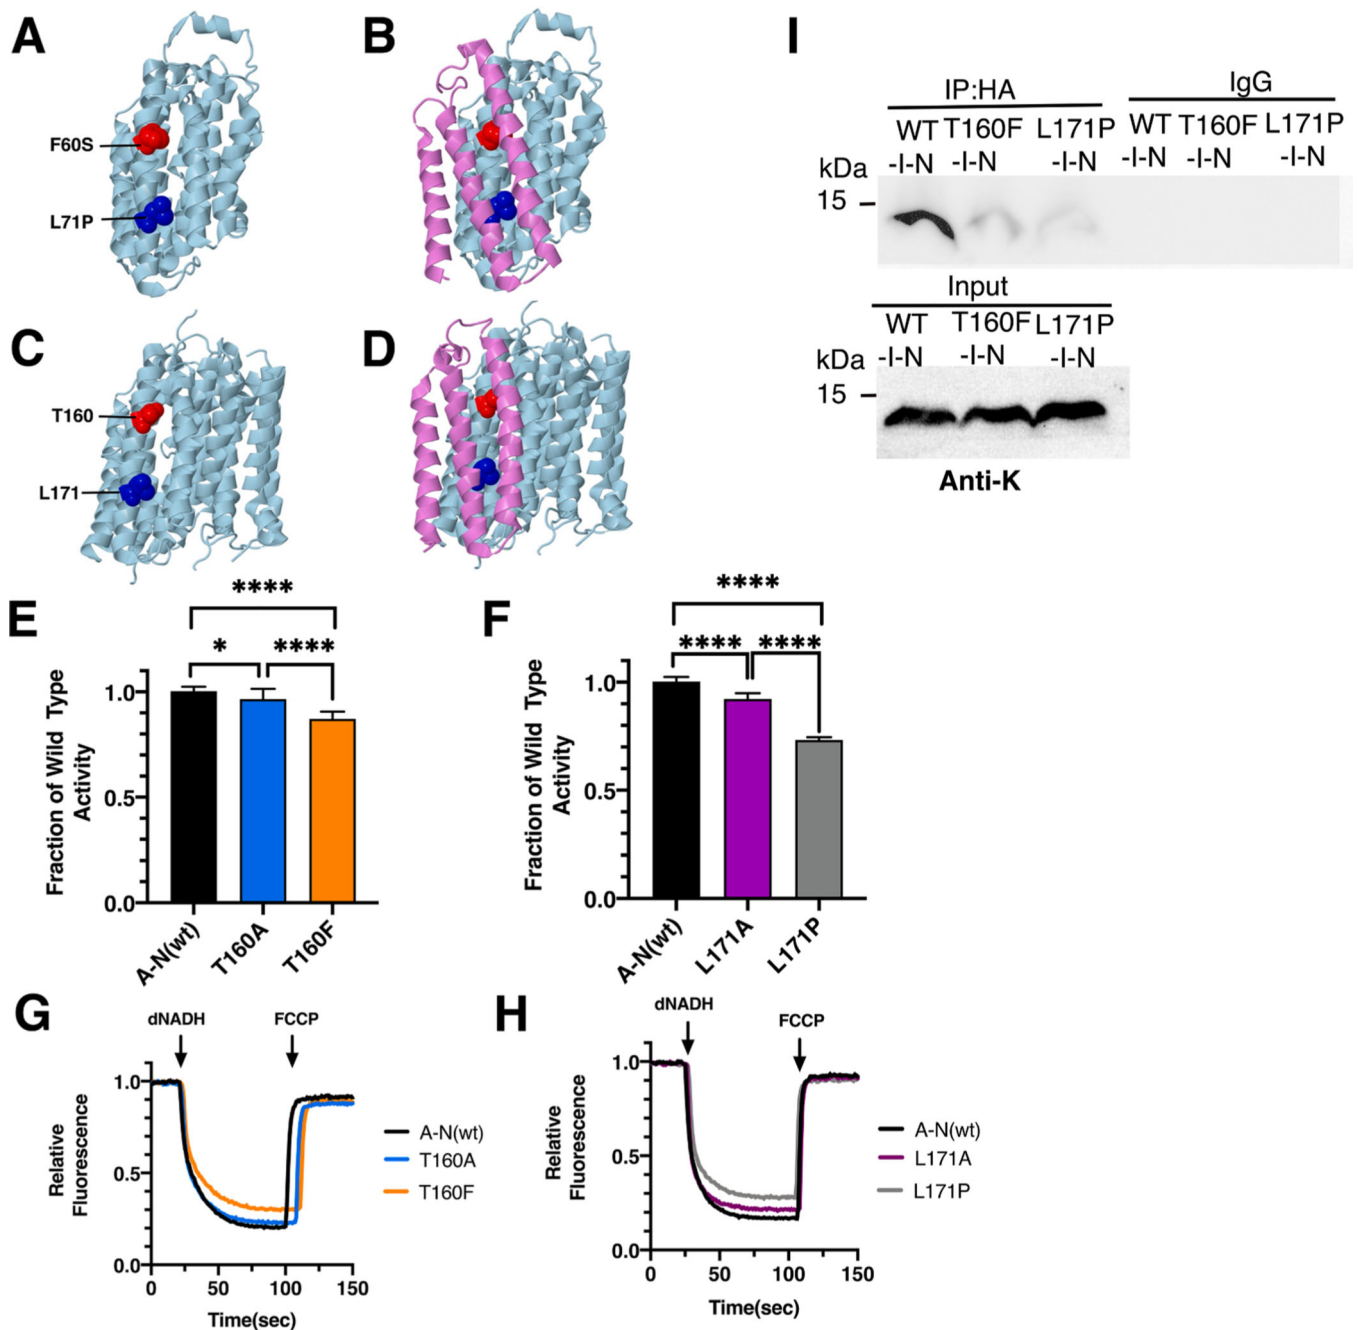 A
F60S
L71P
B
C
T160
L171
D
I
IP:HA
IgG
WT T160F L171P
WT T160F L171P
-I-N -I-N -I-N
-I-N -I-N -I-N
kDa
15
Input
WT T160F L171P
-I-N -I-N -I-N
kDa
15
Anti-K
E
****
* ****
Fraction of Wild Type
Activity
1.0
0.5
0.0
A-N(wt)
T160A
T160F
F
****
**** ****
Fraction of Wild Type
Activity
1.0
0.5
0.0
A-N(wt)
L171A
L171P
G
dNADH
FCCP
Relative
Fluorescence
1.0
0.5
0.0
0 50 100 150
Time(sec)
A-N(wt)
T160A
T160F
H
dNADH
FCCP
Relative
Fluorescence
1.0
0.5
0.0
0 50 100 150
Time(sec)
A-N(wt)
L171A
L171P